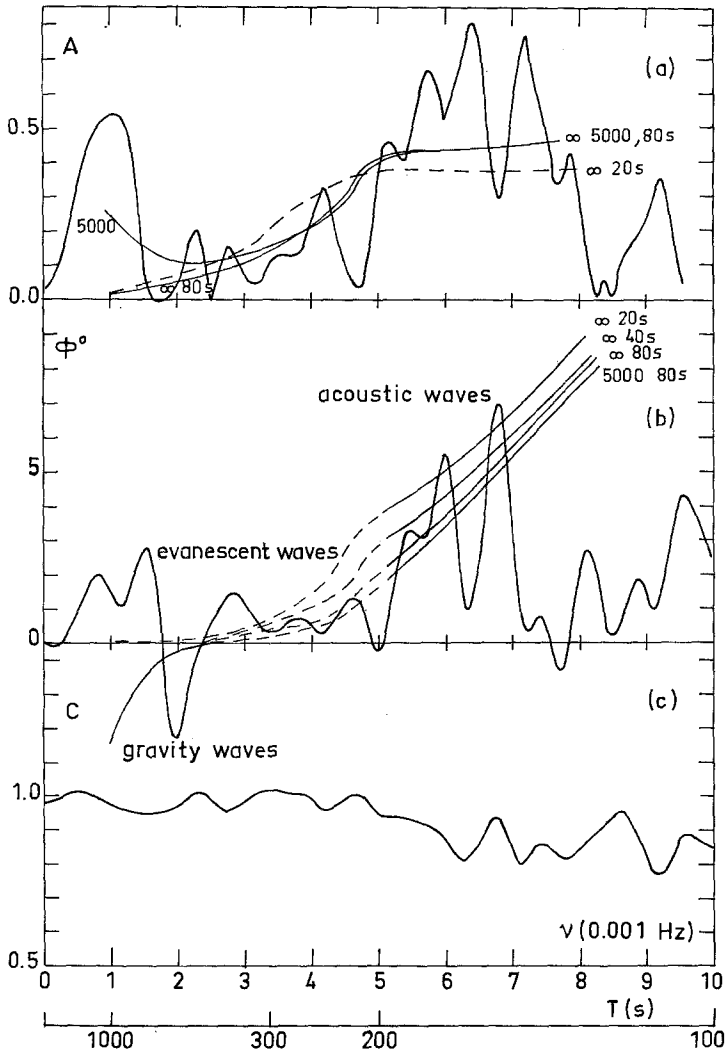 A
(a)
0.5
∞ 5000,80s
∞ 20s
5000
∞ 80s
0.0
∞ 20s
∞ 40s
∞ 80s
5000 80s
Φ°
acoustic waves
(b)
5
evanescent waves
0
C
(c)
gravity waves
1.0
ν (0.001 Hz)
0.5
0 1 2 3 4 5 6 7 8 9 10
T(s)
1000 300 200 100